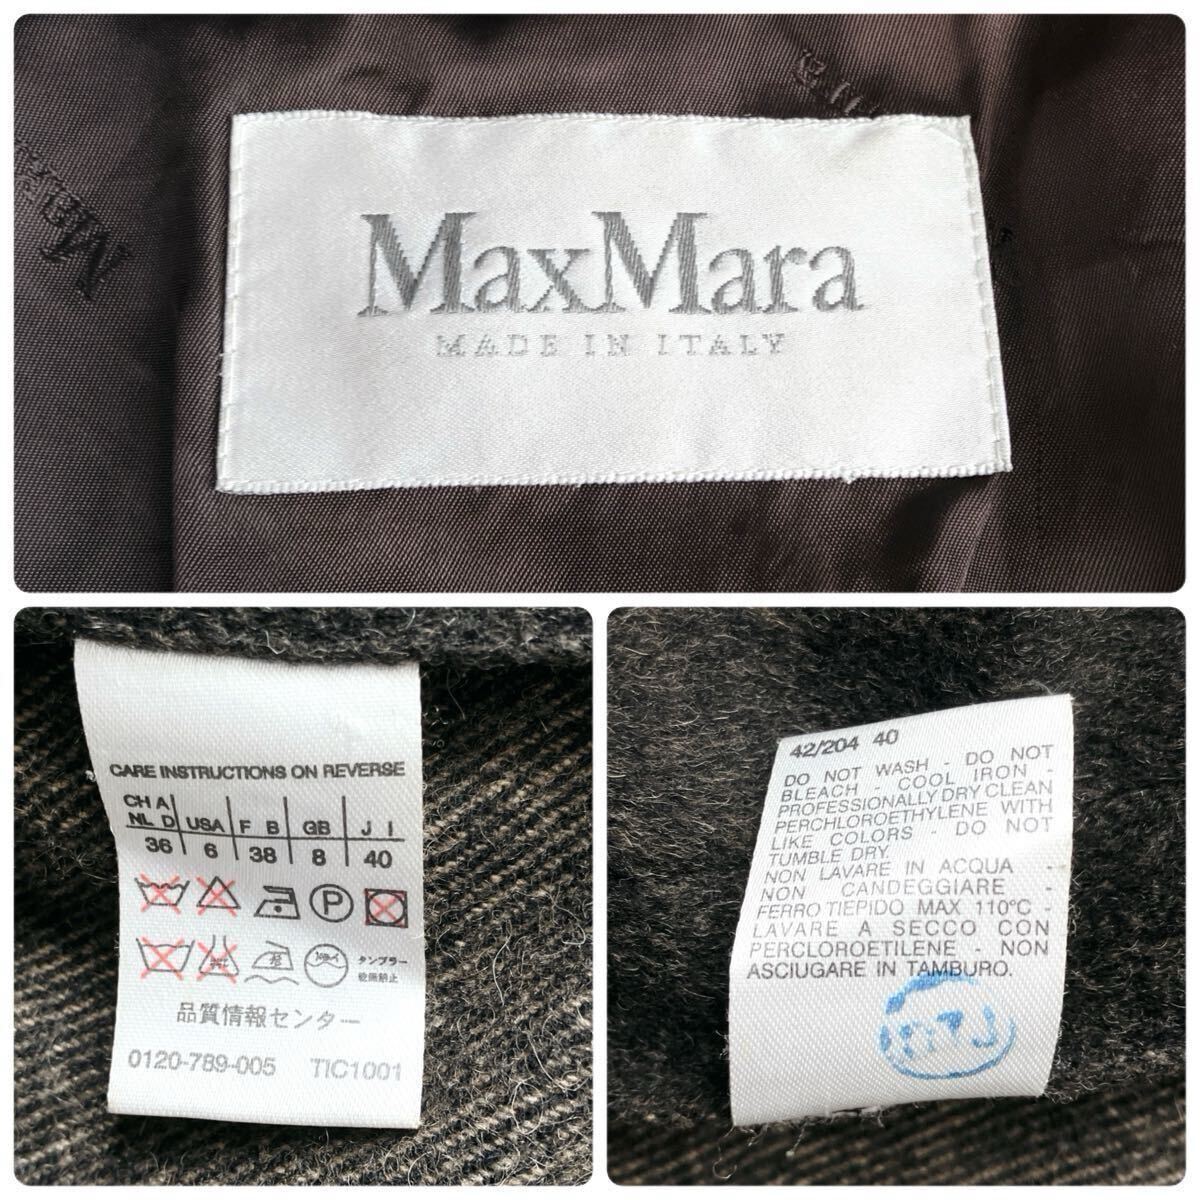 MaxMara
MADE IN ITALY
CARE INSTRUCTIONS ON REVERSE
CH A
NL D USA F B GB J I
36 6 38 8 40
P
タンブラー
乾燥禁止
品質情報センター
0120-789-005 TIC1001
42/204 40
DO NOT WASH - DO NOT
BLEACH - COOL IRON -
PROFESSIONALLY DRY CLEAN
PERCHLOROETHYLENE WITH
LIKE COLORS - DO NOT
TUMBLE DRY.
NON LAVARE IN ACQUA -
NON CANDEGGIARE -
FERRO TIEPIDO MAX 110°C -
LAVARE A SECCO CON
PERCLOROETILENE - NON
ASCIUGARE IN TAMBURO.